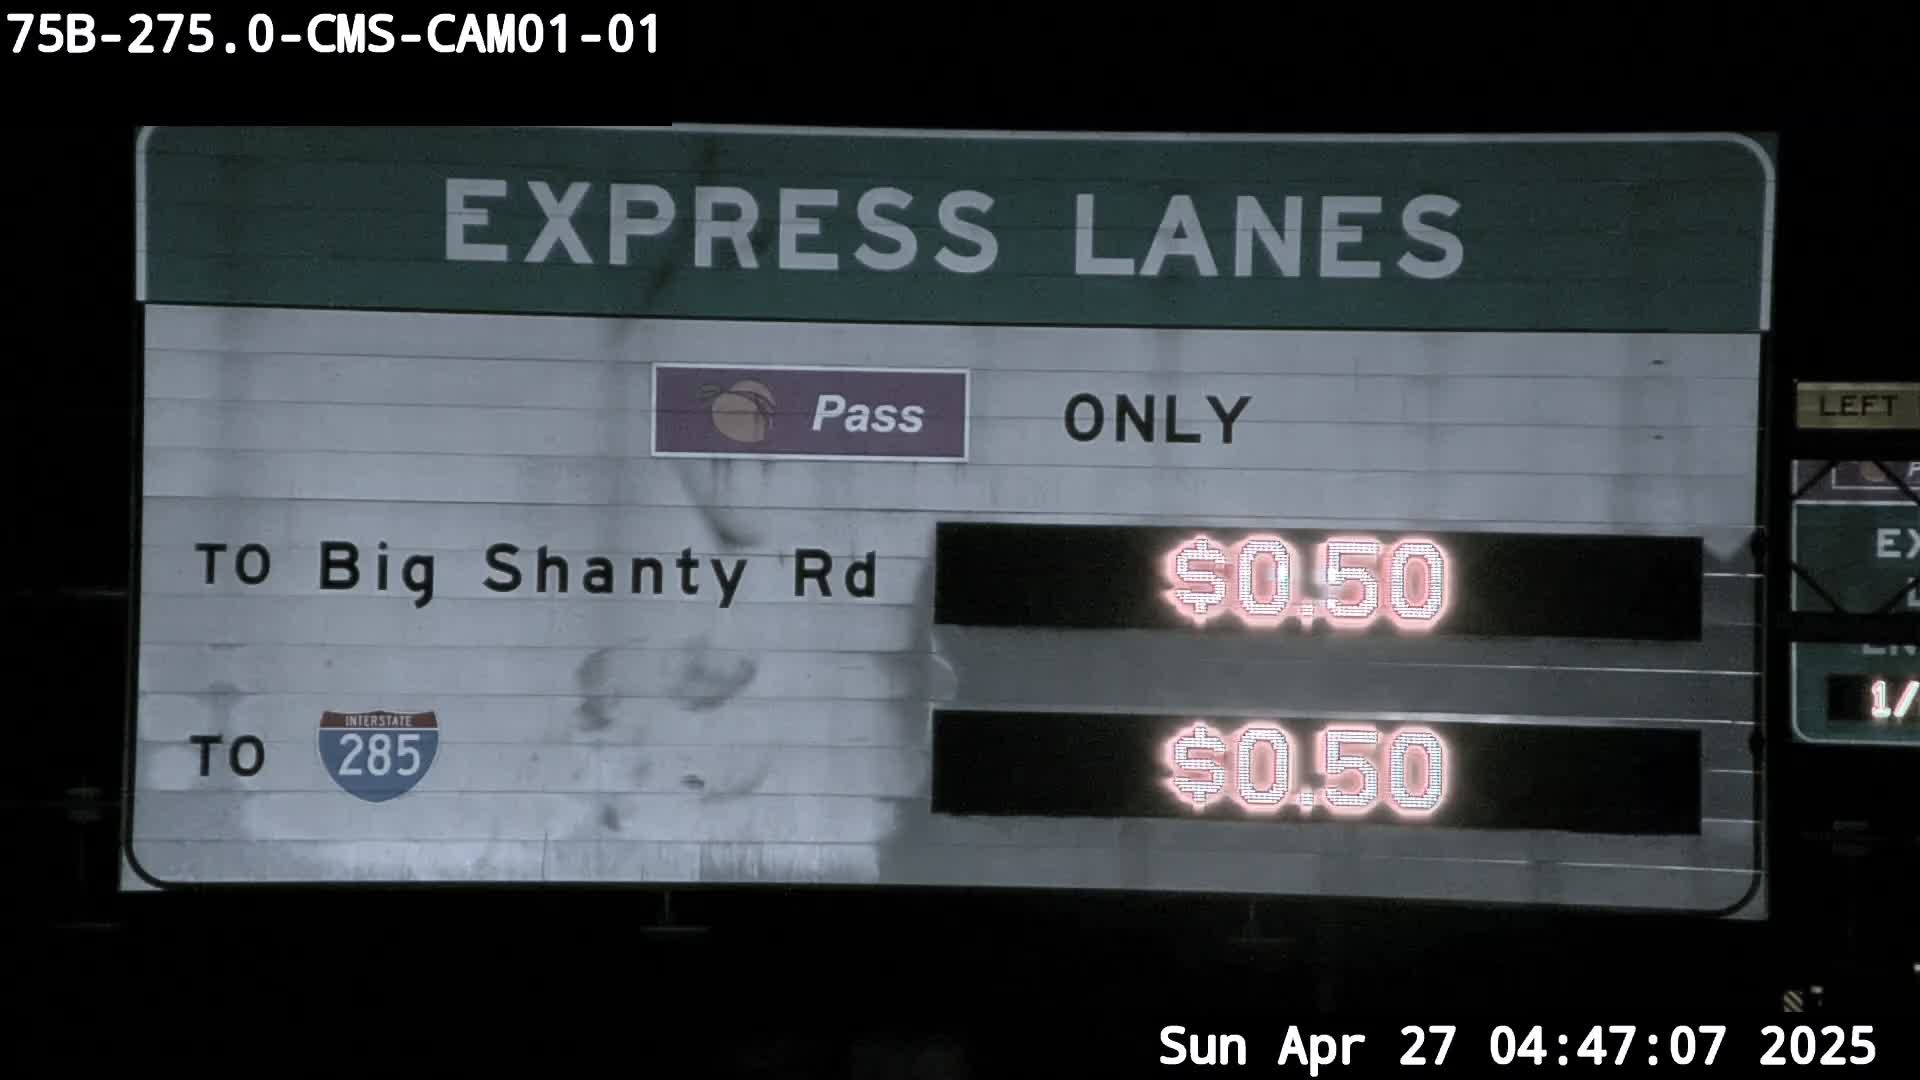 75B-275.0-CMS-CAM01-01
EXPRESS LANES
Pass ONLY
TO Big Shanty Rd $0.50
TO INTERSTATE 285 $0.50
LEFT
1/
Sun Apr 27 04:47:07 2025